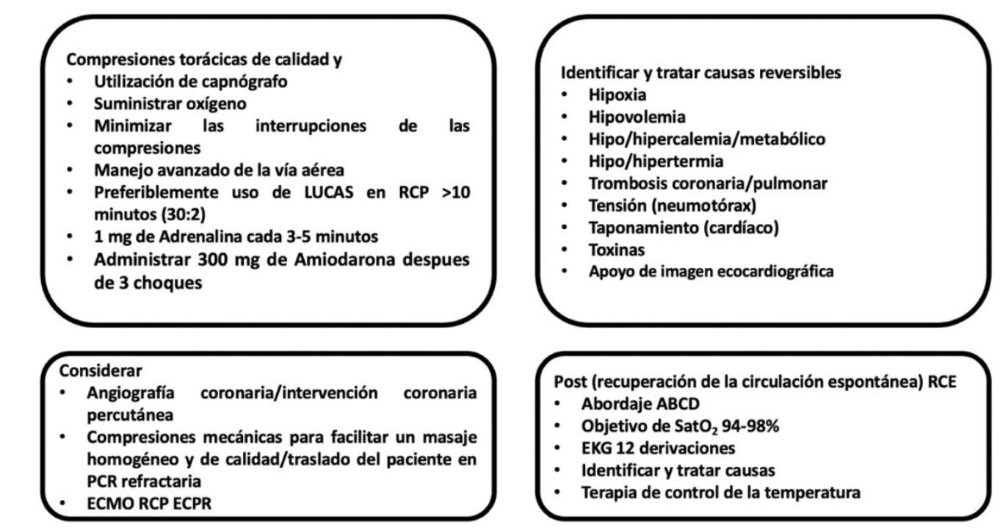 Compresiones torácicas de calidad y
• Utilización de capnógrafo
• Suministrar oxígeno
• Minimizar las interrupciones de las
compresiones
• Manejo avanzado de la vía aérea
• Preferiblemente uso de LUCAS en RCP >10
minutos (30:2)
• 1 mg de Adrenalina cada 3-5 minutos
• Administrar 300 mg de Amiodarona despues
de 3 choques
Identificar y tratar causas reversibles
• Hipoxia
• Hipovolemia
• Hipo/hipercalemia/metabólico
• Hipo/hipertermia
• Trombosis coronaria/pulmonar
• Tensión (neumotórax)
• Taponamiento (cardíaco)
• Toxinas
• Apoyo de imagen ecocardiográfica
Considerar
• Angiografía coronaria/intervención coronaria
percutánea
• Compresiones mecánicas para facilitar un masaje
homogéneo y de calidad/traslado del paciente en
PCR refractaria
• ECMO RCP ECPR
Post (recuperación de la circulación espontánea) RCE
• Abordaje ABCD
• Objetivo de SatO₂ 94-98%
• EKG 12 derivaciones
• Identificar y tratar causas
• Terapia de control de la temperatura